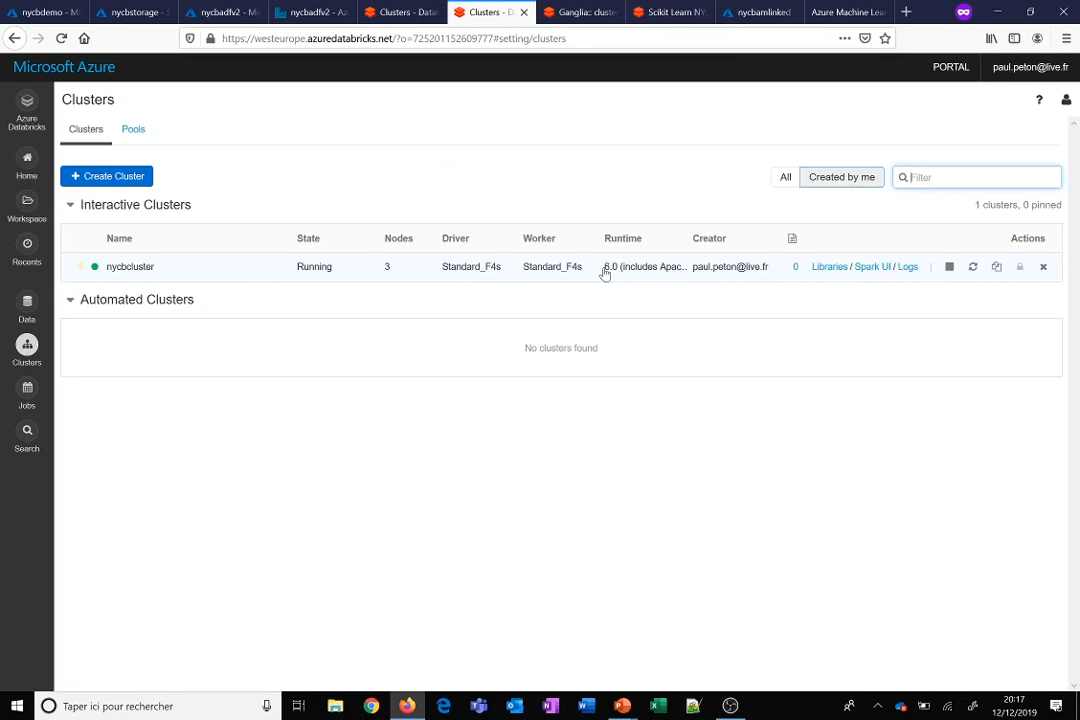 nycbdemo - Mi
nycbstorage - S
nycbadfv2 - Mi
nycbadfv2 - Az
Clusters - Datab
Clusters - D
Ganglia:: cluste
Scikit Learn NY
nycbamlinked
Azure Machine Lea
https://westeurope.azuredatabricks.net/?o=725201152609777#setting/clusters
Microsoft Azure
PORTAL
paul.peton@live.fr
Azure
Databricks
Home
Workspace
Recents
Data
Clusters
Jobs
Search
Clusters
?
Clusters
Pools
+ Create Cluster
All
Created by me
Filter
Interactive Clusters
1 clusters, 0 pinned
Name State Nodes Driver Worker Runtime Creator Actions
nycbcluster Running 3 Standard_F4s Standard_F4s 6.0 (includes Apac... paul.peton@live.fr 0 Libraries / Spark UI / Logs
Automated Clusters
No clusters found
Taper ici pour rechercher
20:17
12/12/2019